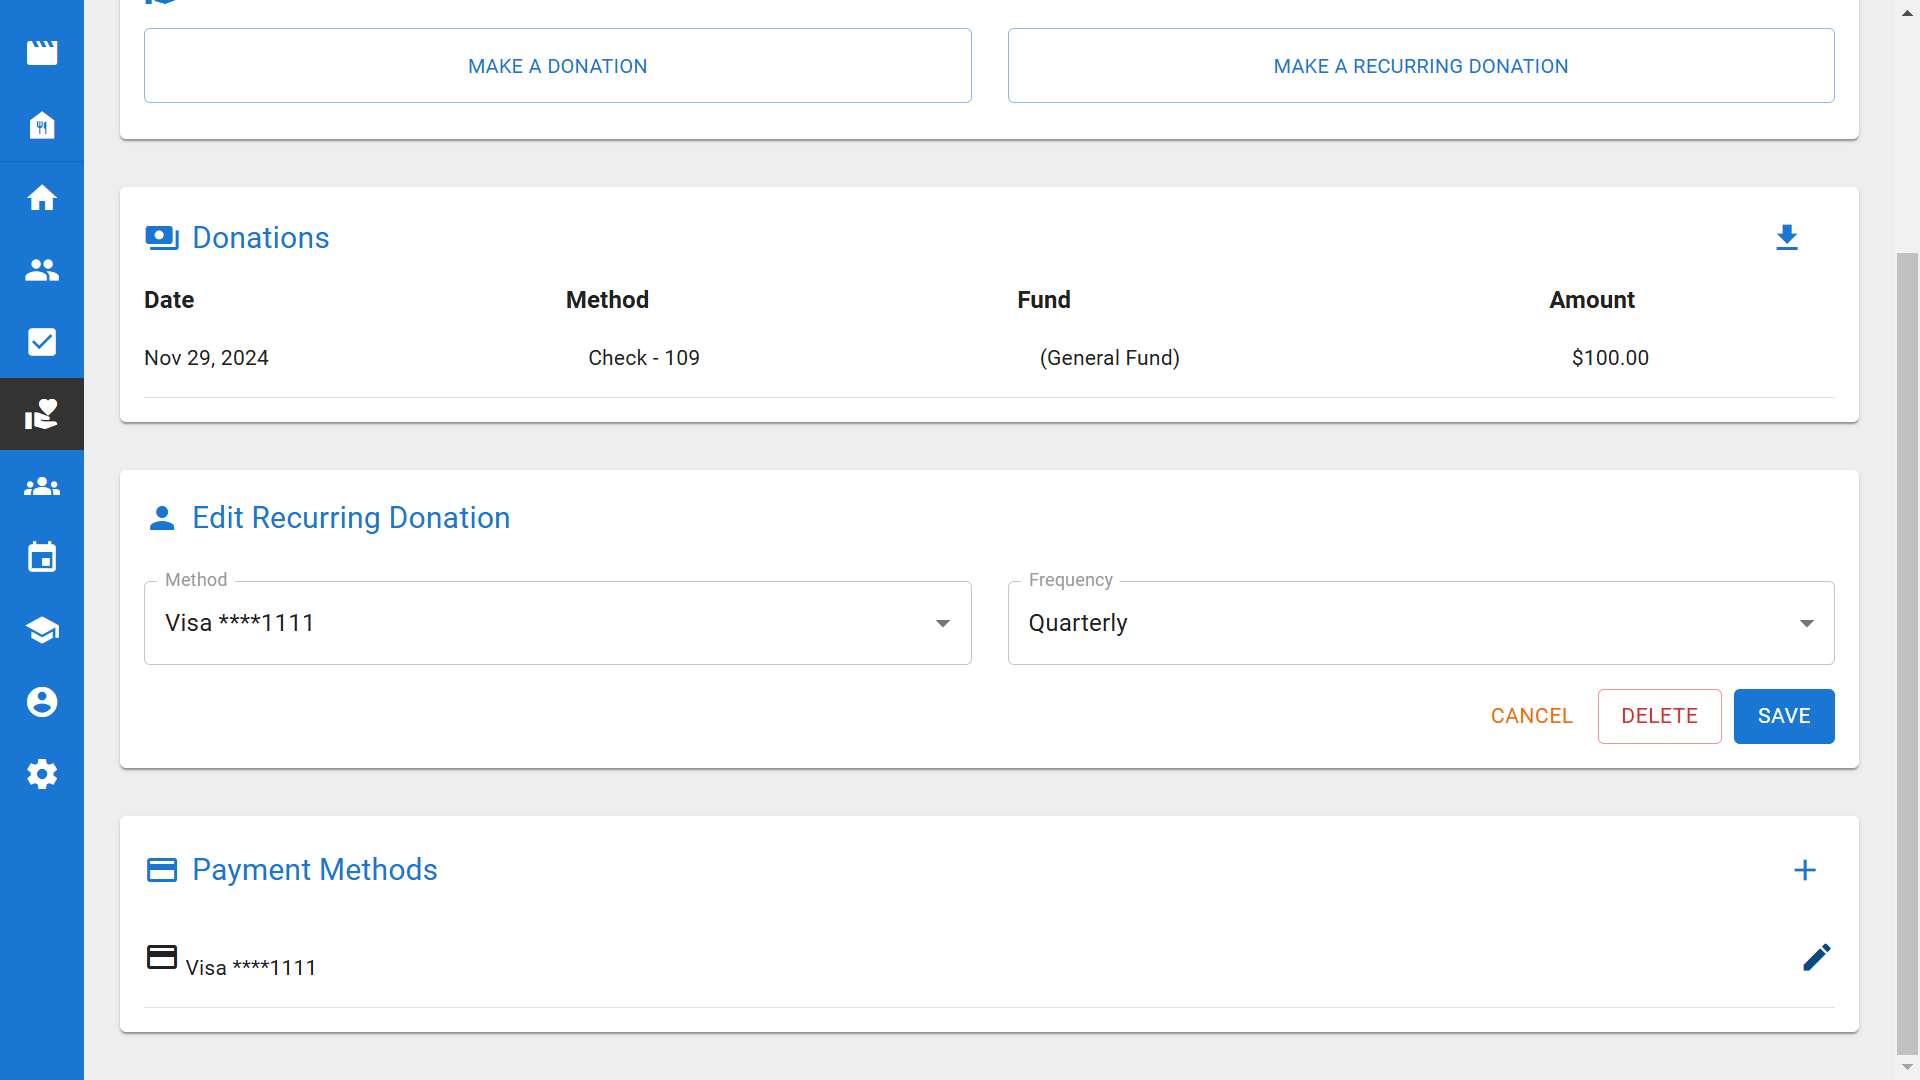 MAKE A DONATION
MAKE A RECURRING DONATION
Donations
Date Method Fund Amount
Nov 29, 2024 Check - 109 (General Fund) $100.00
Edit Recurring Donation
Method
Visa ****1111
Frequency
Quarterly
CANCEL DELETE SAVE
Payment Methods
Visa ****1111